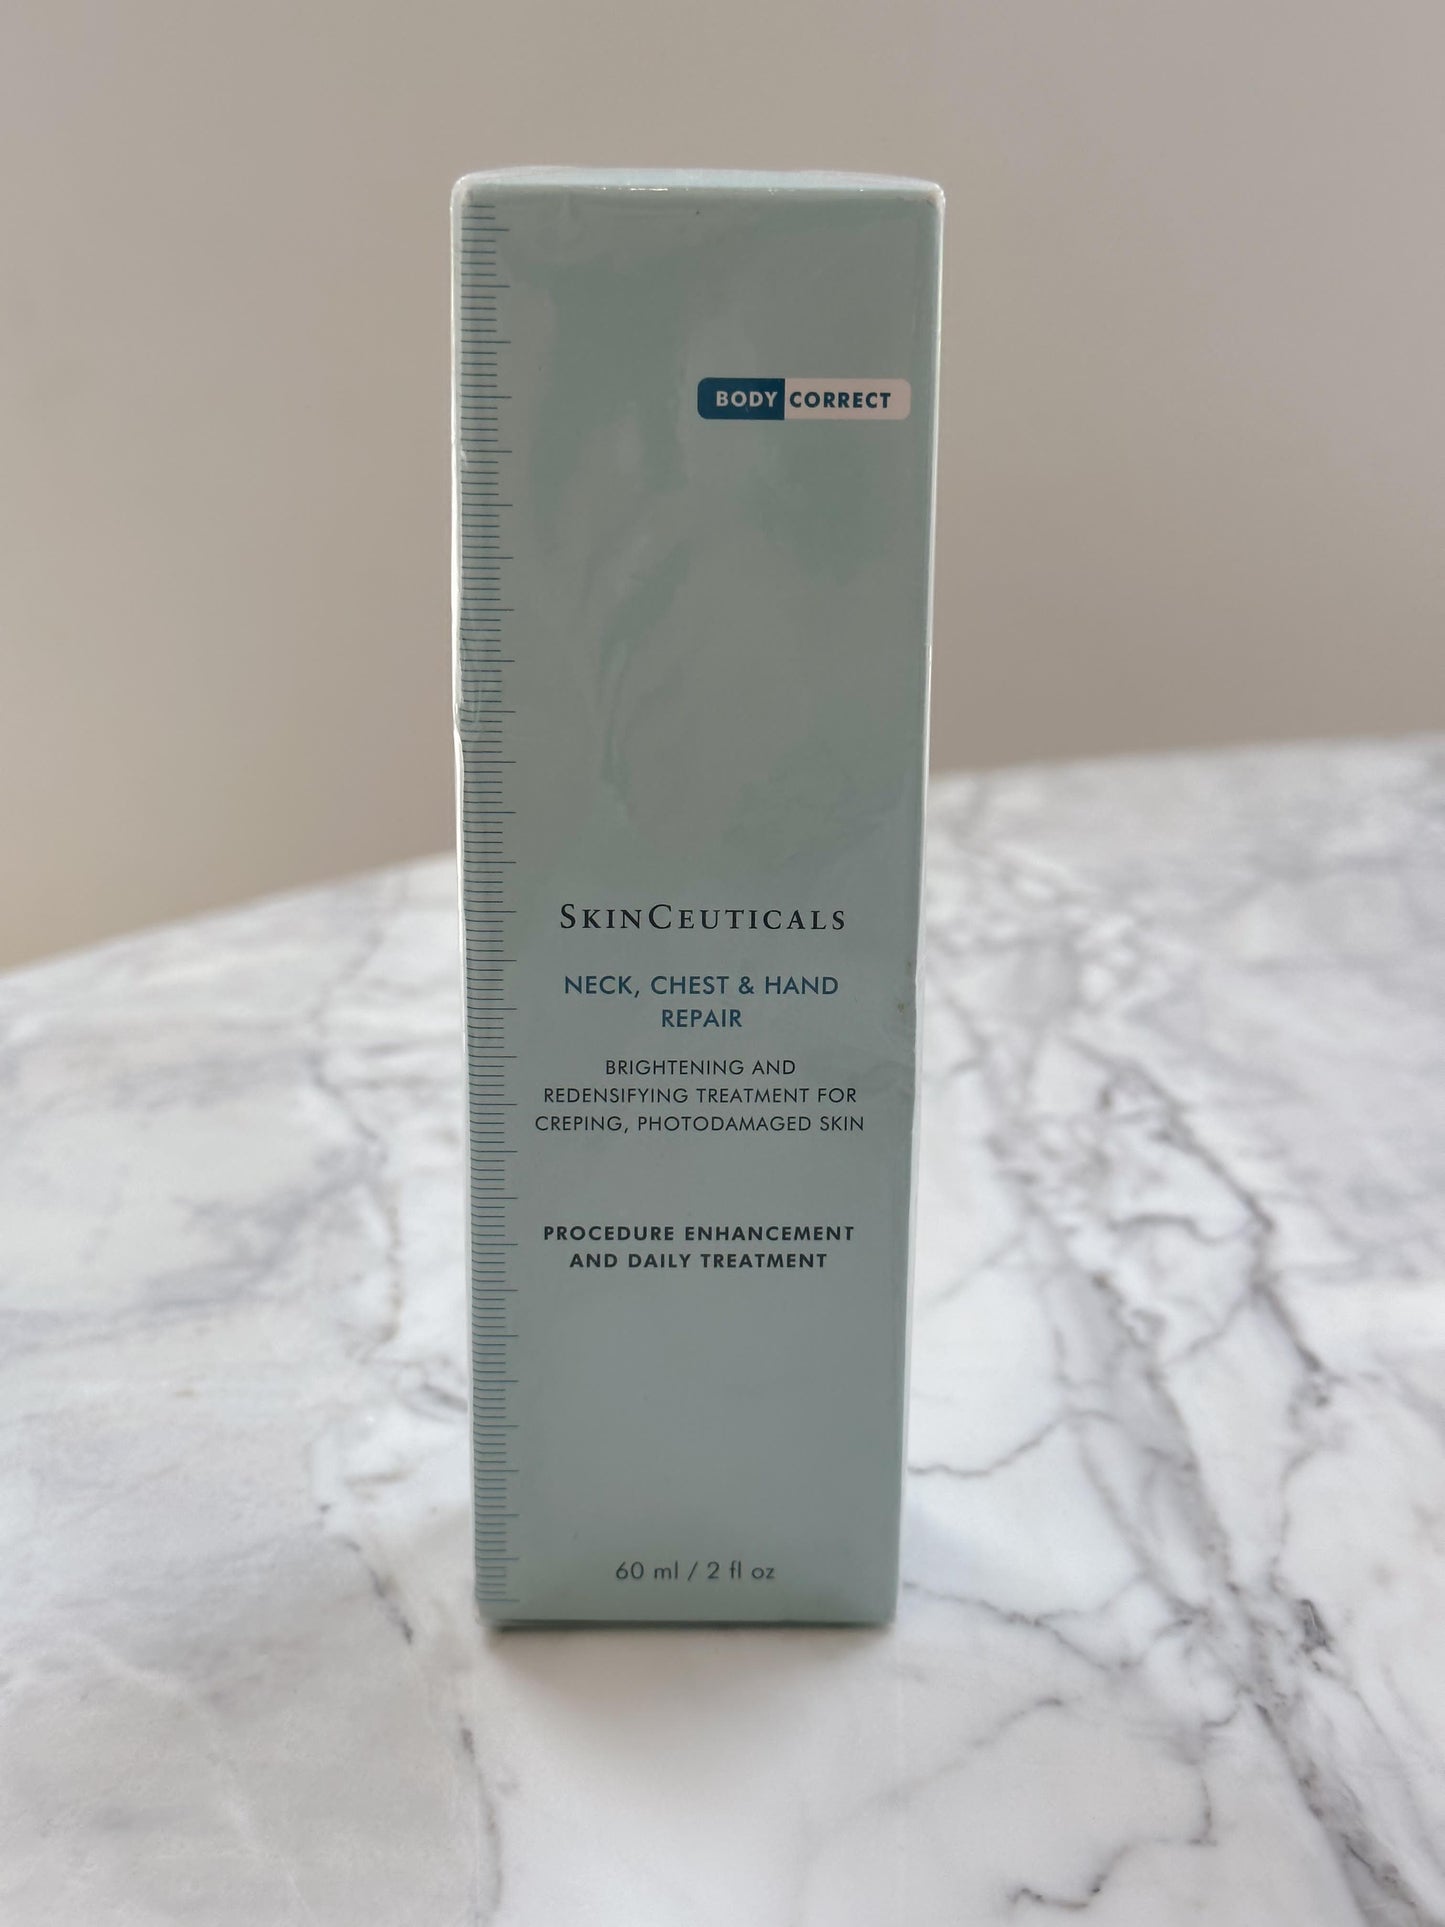 BODY CORRECT
SKINCEUTICALS
NECK, CHEST & HAND
REPAIR
BRIGHTENING AND
REDENSIFYING TREATMENT FOR
CREPING, PHOTODAMAGED SKIN
PROCEDURE ENHANCEMENT
AND DAILY TREATMENT
60 ml / 2 fl oz